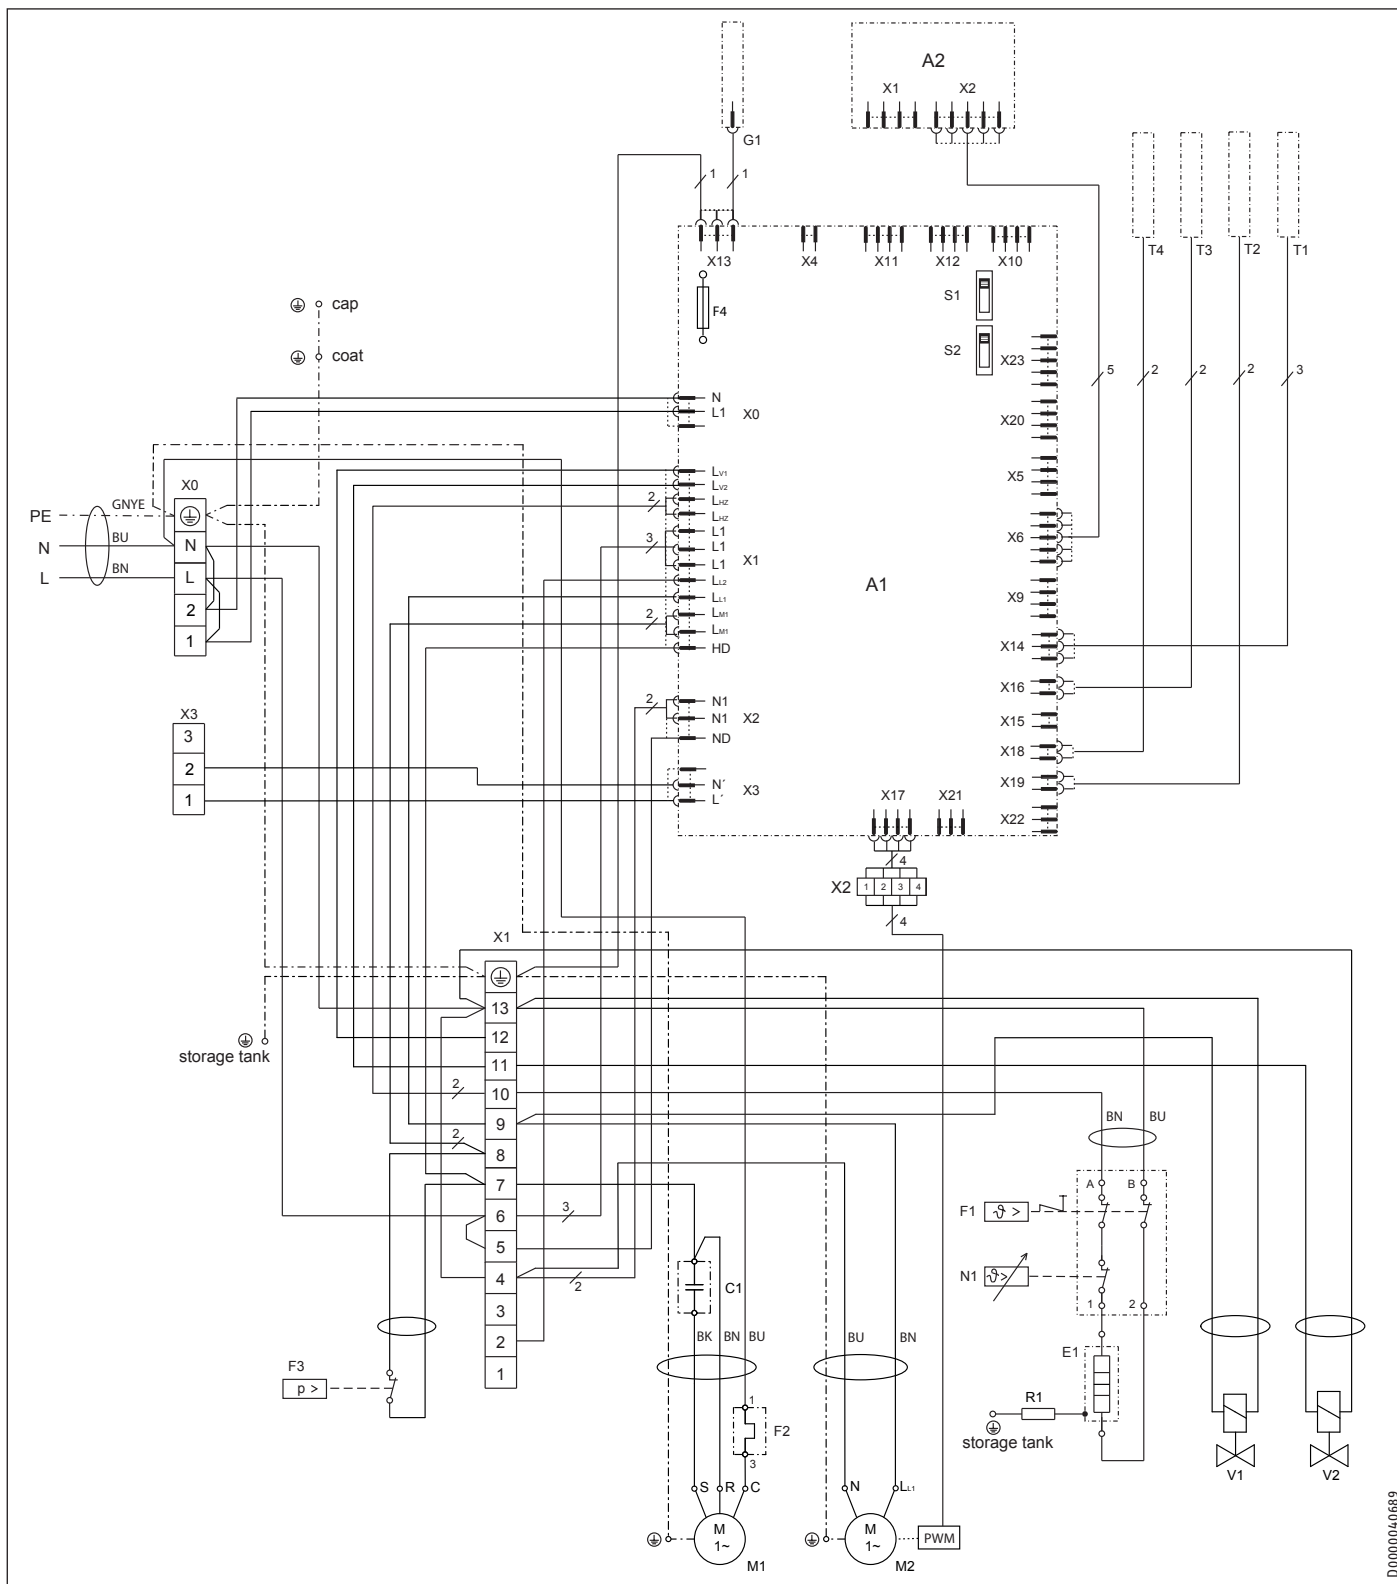 A2
X1 X2
G1
1 1
T4 T3 T2 T1
X13 X4 X11 X12 X10
S1
F4
S2
X23
cap
coat
5 2 2 2 3
N
L1 X0
X20
X0
GNYE
PE
BU
N N
BN
L L
2
1
LV1
LV2
2 LHZ
LHZ
L1
3 L1 X1
L1
LL2
LL1
2 LM1
LM1
HD
X5
X6
A1
X9
X14
X16
X15
X18
X19
X22
2 N1
N1 X2
ND
X3
3
2
1
N´ X3
L´
X17 X21
4
X2 1 2 3 4
4
X1
13
12
11
2 10
9
2 8
7
6 3
5
4 2
3
2
1
storage tank
BN BU
A B
F1 ϑ >
N1 ϑ>
1 2
C1
BK BN BU
BU BN
F3
p >
E1
R1
storage tank
1
F2
3
S R C
N LL1
M
1~
M1
M
1~
M2
PWM
V1 V2
D0000040689